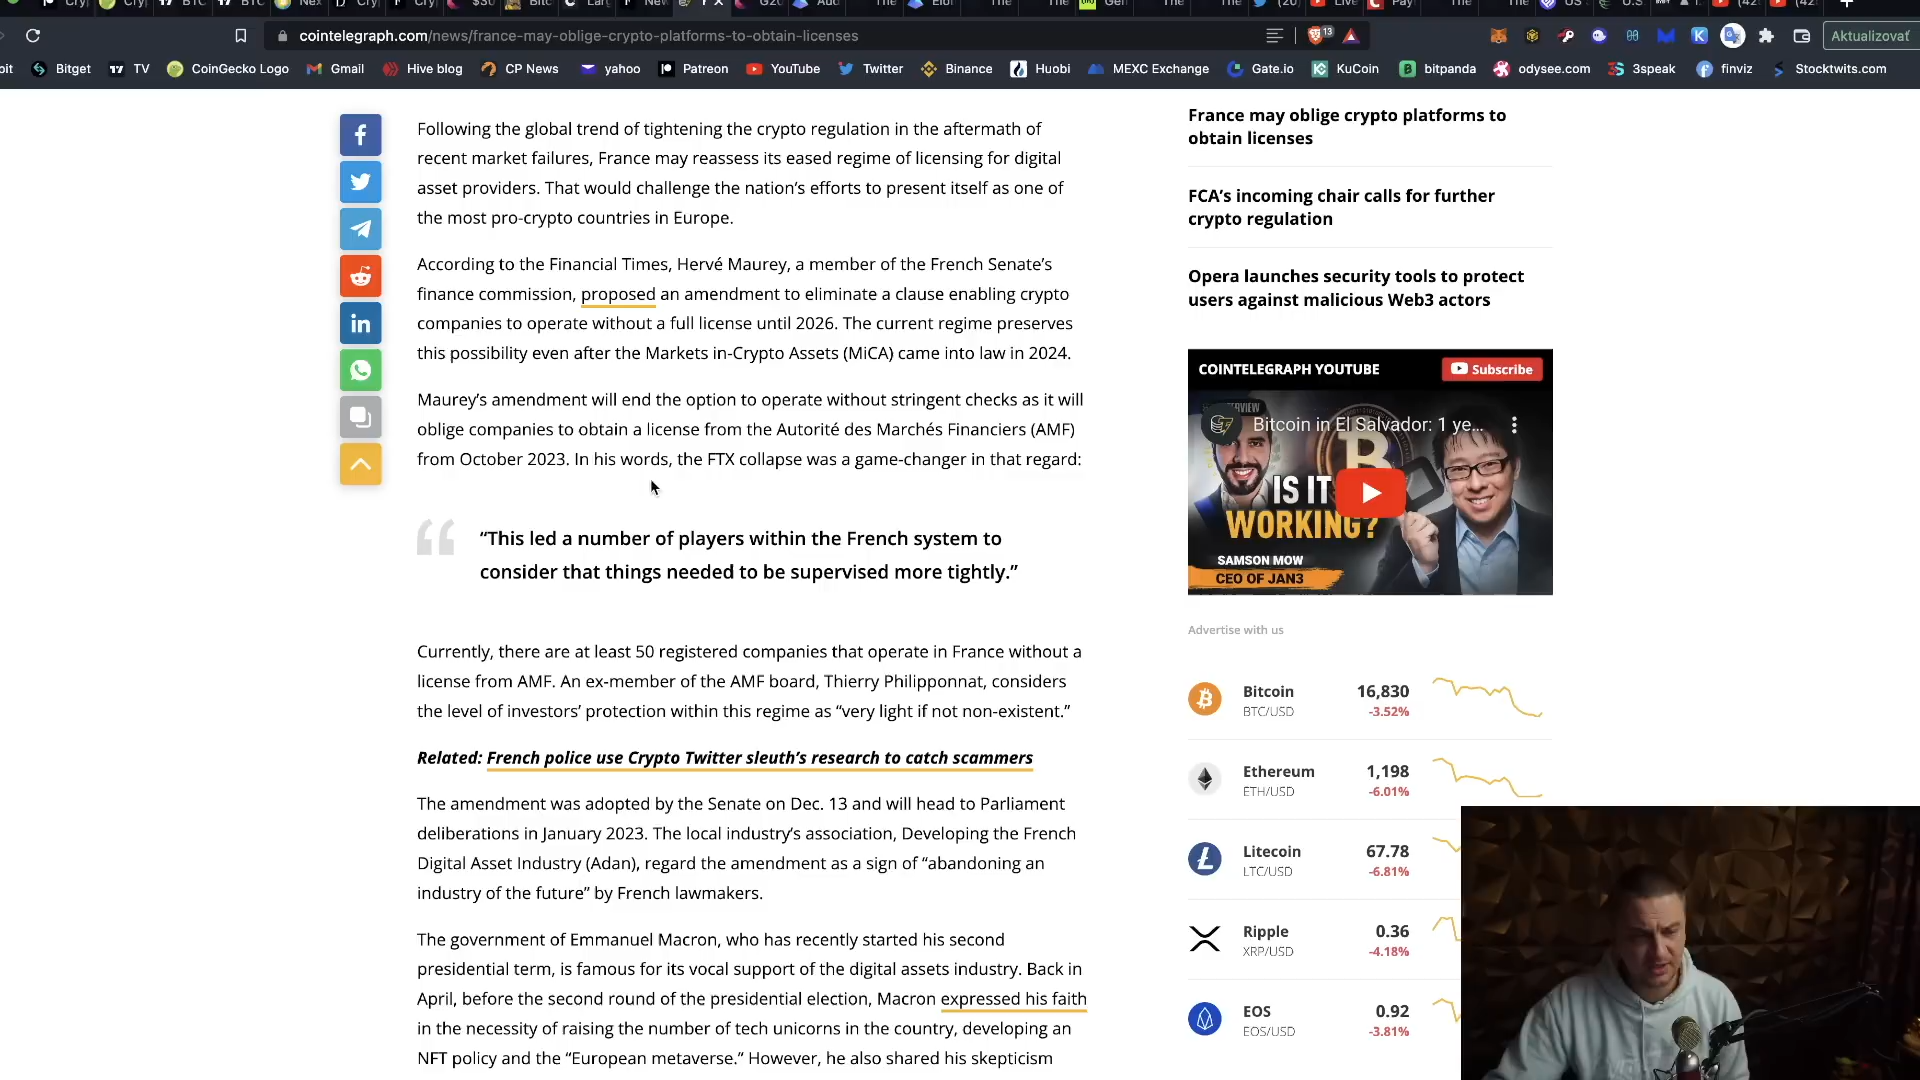 cointelegraph.com/news/france-may-oblige-crypto-platforms-to-obtain-licenses
13
Aktualizovať
Bitget
TV
CoinGecko Logo
Gmail
Hive blog
CP News
yahoo
Patreon
YouTube
Twitter
Binance
Huobi
MEXC Exchange
Gate.io
KuCoin
bitpanda
odysee.com
3speak
finviz
Stocktwits.com
Following the global trend of tightening the crypto regulation in the aftermath of
recent market failures, France may reassess its eased regime of licensing for digital
asset providers. That would challenge the nation’s efforts to present itself as one of
the most pro-crypto countries in Europe.
According to the Financial Times, Hervé Maurey, a member of the French Senate’s
finance commission, proposed an amendment to eliminate a clause enabling crypto
companies to operate without a full license until 2026. The current regime preserves
this possibility even after the Markets in-Crypto Assets (MiCA) came into law in 2024.
Maurey’s amendment will end the option to operate without stringent checks as it will
oblige companies to obtain a license from the Autorité des Marchés Financiers (AMF)
from October 2023. In his words, the FTX collapse was a game-changer in that regard:
“This led a number of players within the French system to
consider that things needed to be supervised more tightly.”
Currently, there are at least 50 registered companies that operate in France without a
license from AMF. An ex-member of the AMF board, Thierry Philipponnat, considers
the level of investors’ protection within this regime as “very light if not non-existent.”
Related: French police use Crypto Twitter sleuth’s research to catch scammers
The amendment was adopted by the Senate on Dec. 13 and will head to Parliament
deliberations in January 2023. The local industry’s association, Developing the French
Digital Asset Industry (Adan), regard the amendment as a sign of “abandoning an
industry of the future” by French lawmakers.
The government of Emmanuel Macron, who has recently started his second
presidential term, is famous for its vocal support of the digital assets industry. Back in
April, before the second round of the presidential election, Macron expressed his faith
in the necessity of raising the number of tech unicorns in the country, developing an
NFT policy and the “European metaverse.” However, he also shared his skepticism
France may oblige crypto platforms to
obtain licenses
FCA’s incoming chair calls for further
crypto regulation
Opera launches security tools to protect
users against malicious Web3 actors
COINTELEGRAPH YOUTUBE
Subscribe
Bitcoin in El Salvador: 1 ye...
IS IT
WORKING?
SAMSON MOW
CEO OF JAN3
Advertise with us
Bitcoin 16,830
BTC/USD -3.52%
Ethereum 1,198
ETH/USD -6.01%
Litecoin 67.78
LTC/USD -6.81%
Ripple 0.36
XRP/USD -4.18%
EOS 0.92
EOS/USD -3.81%